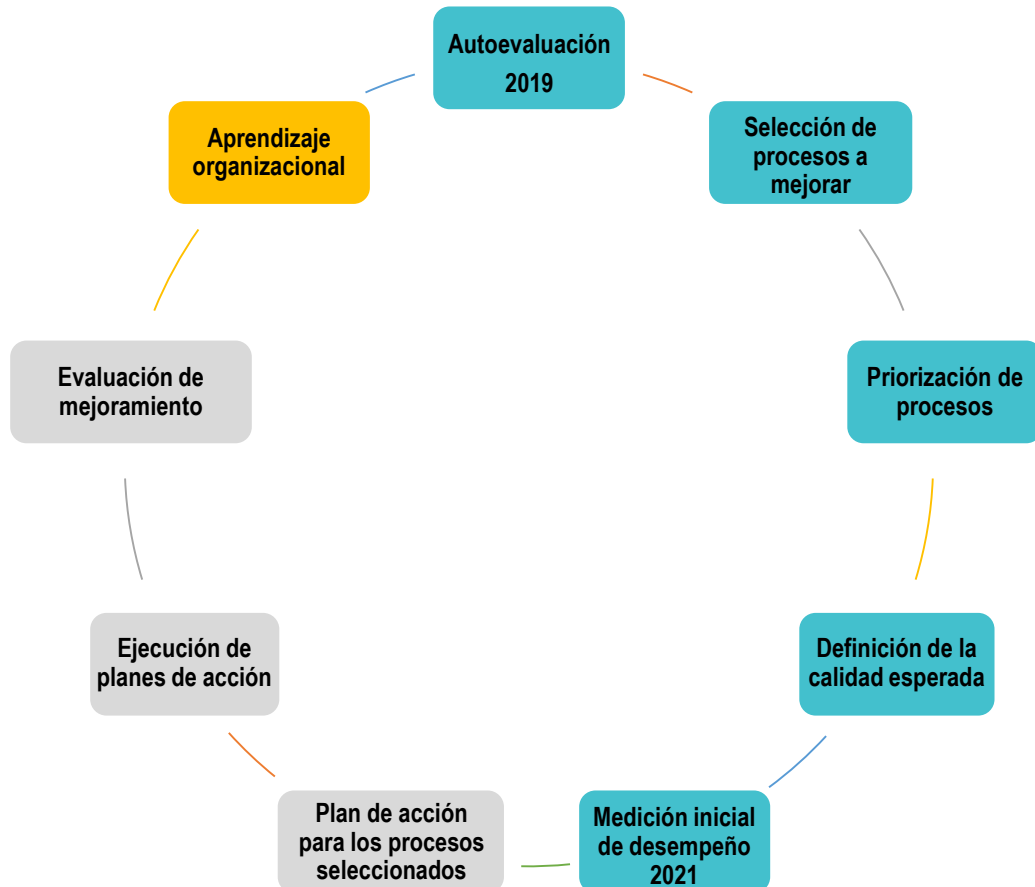 Autoevaluación
2019
Selección de
procesos a
mejorar
Priorización de
procesos
Definición de la
calidad esperada
Medición inicial
de desempeño
2021
Plan de acción
para los procesos
seleccionados
Ejecución de
planes de acción
Evaluación de
mejoramiento
Aprendizaje
organizacional